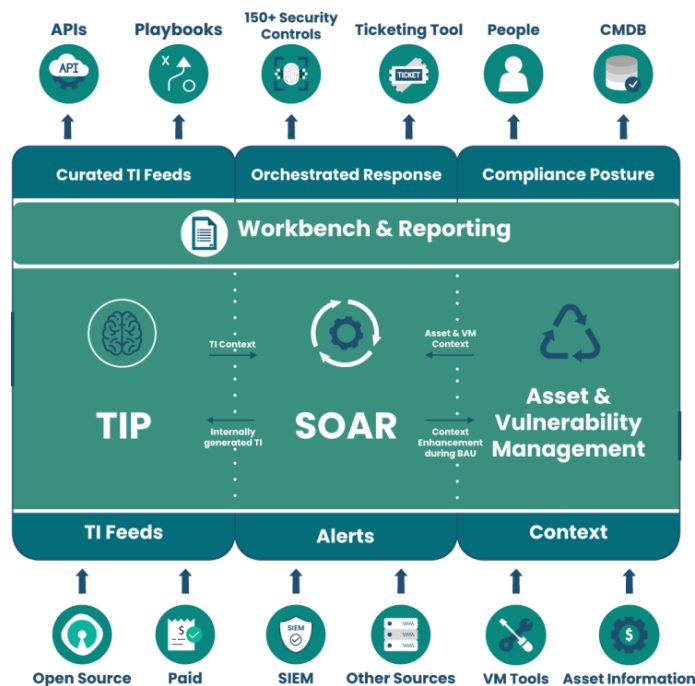 APIs
Playbooks
150+ Security
Controls
Ticketing Tool
People
CMDB
API
X
TICKET
Curated TI Feeds
Orchestrated Response
Compliance Posture
Workbench & Reporting
TI Context
Asset & VM
Context
TIP
SOAR
Asset &
Vulnerability
Management
Internally
generated TI
Context
Enhancement
during BAU
TI Feeds
Alerts
Context
$
SIEM
$
Open Source
Paid
SIEM
Other Sources
VM Tools
Asset Information